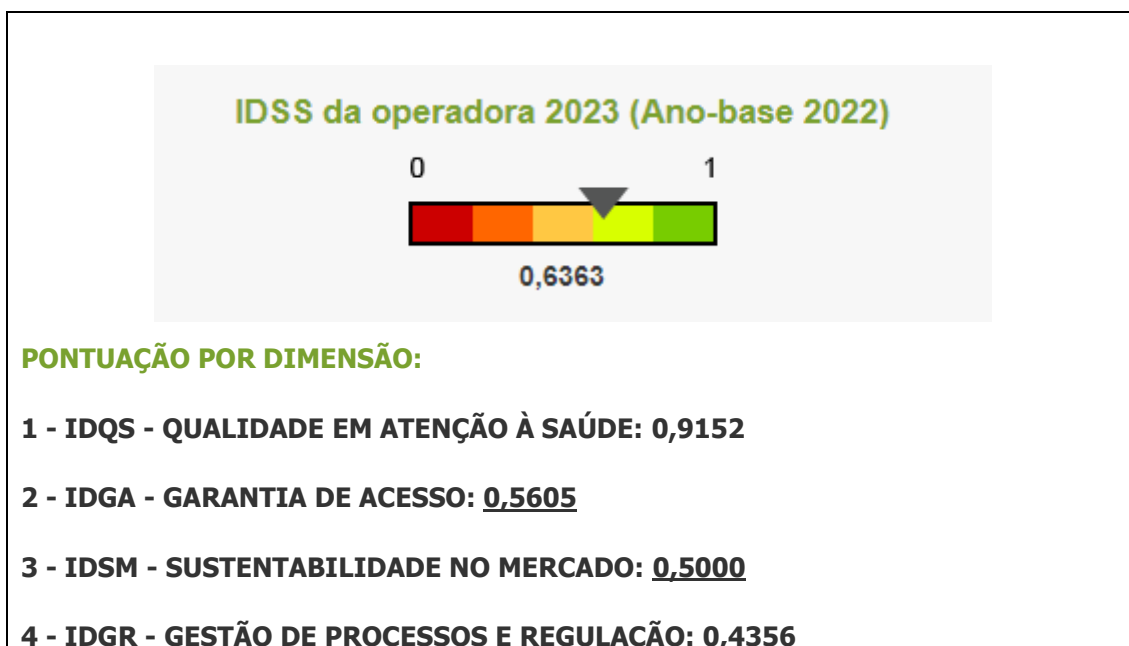 IDSS da operadora 2023 (Ano-base 2022)
0 1
0,6363
PONTUAÇÃO POR DIMENSÃO:
1 - IDQS - QUALIDADE EM ATENÇÃO À SAÚDE: 0,9152
2 - IDGA - GARANTIA DE ACESSO: 0,5605
3 - IDSM - SUSTENTABILIDADE NO MERCADO: 0,5000
4 - IDGR - GESTÃO DE PROCESSOS E REGULAÇÃO: 0,4356